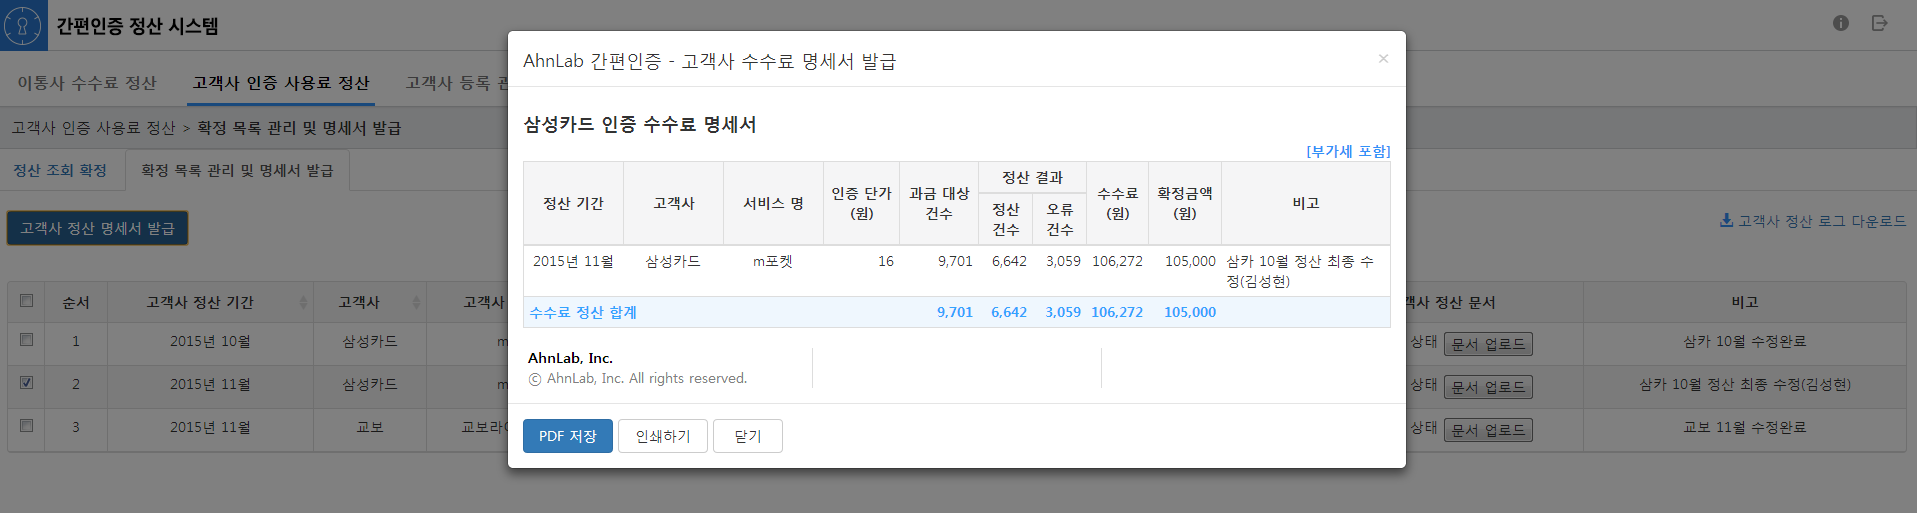 간편인증 정산 시스템
이통사 수수료 정산
고객사 인증 사용료 정산
고객사 등록 관
고객사 인증 사용료 정산 > 확정 목록 관리 및 명세서 발급
정산 조회 확정
확정 목록 관리 및 명세서 발급
고객사 정산 명세서 발급
고객사 정산 로그 다운로드
순서 고객사 정산 기간 고객사 고객사 객사 정산 문서 비고
1 2015년 10월 삼성카드 m 상태 문서 업로드 삼카 10월 수정완료
2 2015년 11월 삼성카드 m 상태 문서 업로드 삼카 10월 정산 최종 수정(김성현)
3 2015년 11월 교보 교보라이 상태 문서 업로드 교보 11월 수정완료
AhnLab 간편인증 - 고객사 수수료 명세서 발급
×
삼성카드 인증 수수료 명세서
[부가세 포함]
정산 기간 고객사 서비스 명 인증 단가 (원) 과금 대상 건수 정산 결과 수수료 (원) 확정금액 (원) 비고
정산 건수 오류 건수
2015년 11월 삼성카드 m포켓 16 9,701 6,642 3,059 106,272 105,000 삼카 10월 정산 최종 수
정(김성현)
수수료 정산 합계 9,701 6,642 3,059 106,272 105,000
AhnLab, Inc.
ⓒ AhnLab, Inc. All rights reserved.
PDF 저장
인쇄하기
닫기